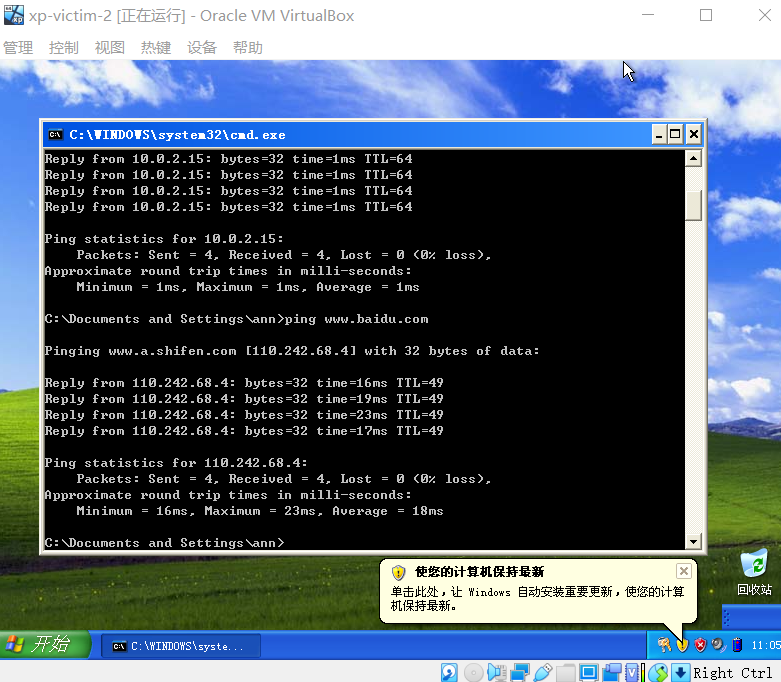 xp-victim-2 [正在运行] - Oracle VM VirtualBox
管理 控制 视图 热键 设备 帮助
C:\WINDOWS\system32\cmd.exe
Reply from 10.0.2.15: bytes=32 time=1ms TTL=64
Reply from 10.0.2.15: bytes=32 time=1ms TTL=64
Reply from 10.0.2.15: bytes=32 time=1ms TTL=64
Reply from 10.0.2.15: bytes=32 time=1ms TTL=64
Ping statistics for 10.0.2.15:
Packets: Sent = 4, Received = 4, Lost = 0 (0% loss),
Approximate round trip times in milli-seconds:
Minimum = 1ms, Maximum = 1ms, Average = 1ms
C:\Documents and Settings\ann>ping www.baidu.com
Pinging www.a.shifen.com [110.242.68.4] with 32 bytes of data:
Reply from 110.242.68.4: bytes=32 time=16ms TTL=49
Reply from 110.242.68.4: bytes=32 time=19ms TTL=49
Reply from 110.242.68.4: bytes=32 time=23ms TTL=49
Reply from 110.242.68.4: bytes=32 time=17ms TTL=49
Ping statistics for 110.242.68.4:
Packets: Sent = 4, Received = 4, Lost = 0 (0% loss),
Approximate round trip times in milli-seconds:
Minimum = 16ms, Maximum = 23ms, Average = 18ms
C:\Documents and Settings\ann>
使您的计算机保持最新
单击此处，让 Windows 自动安装重要更新，使您的计算
机保持最新。
回收站
开始
C:\WINDOWS\syste...
11:05
Right Ctrl